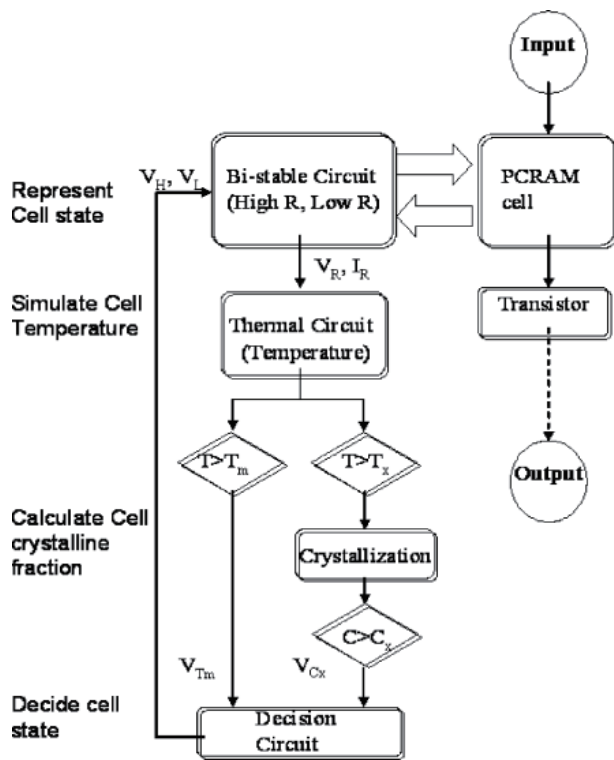 Input
Represent
Cell state
V_H, V_L
Bi-stable Circuit
(High R, Low R)
PCRAM
cell
V_R, I_R
Simulate Cell
Temperature
Thermal Circuit
(Temperature)
Transistor
T>T_m
T>T_x
Output
Calculate Cell
crystalline
fraction
Crystallization
C>C_x
V_Tm
V_Cx
Decide cell
state
Decision
Circuit